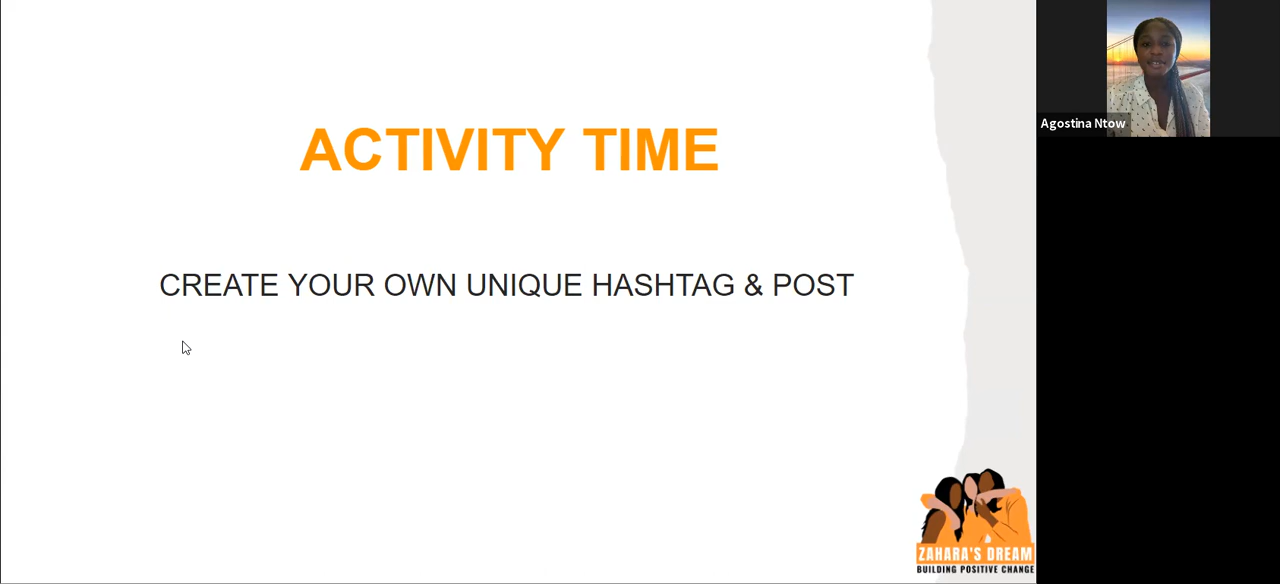 ACTIVITY TIME
CREATE YOUR OWN UNIQUE HASHTAG & POST
Agostina Ntow
ZAHARA'S DREAM
BUILDING POSITIVE CHANGE